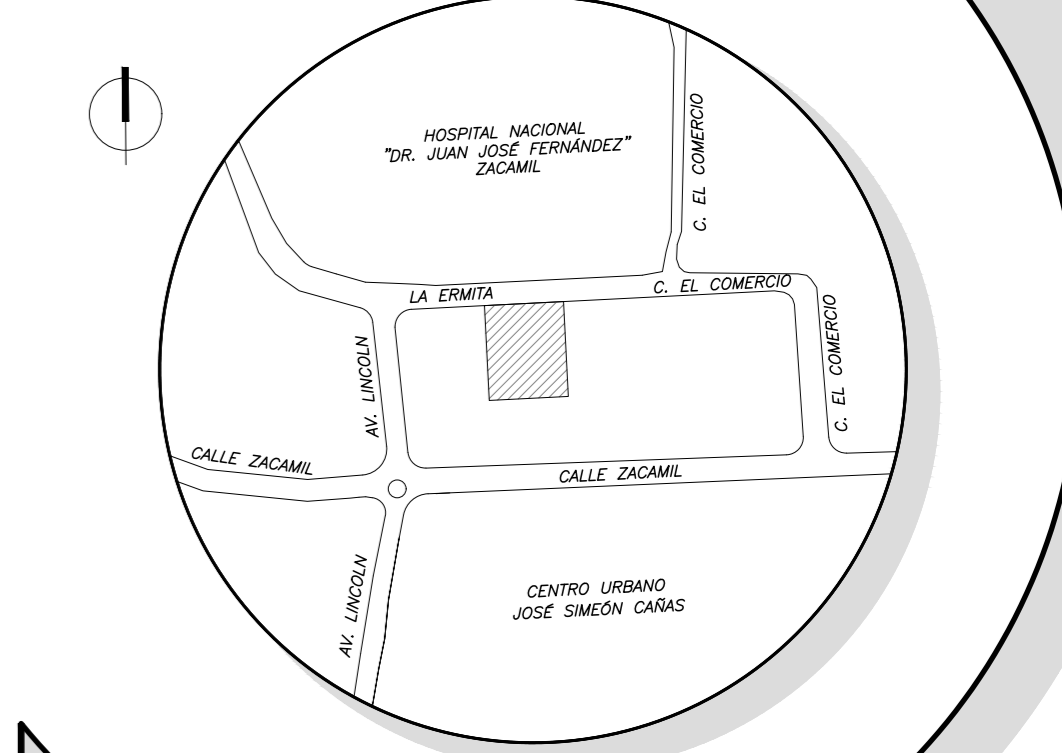 HOSPITAL NACIONAL
"DR. JUAN JOSÉ FERNÁNDEZ"
ZACAMIL
C. EL COMERCIO
LA ERMITA
C. EL COMERCIO
C. EL COMERCIO
AV. LINCOLN
CALLE ZACAMIL
CALLE ZACAMIL
AV. LINCOLN
CENTRO URBANO
JOSÉ SIMEÓN CAÑAS